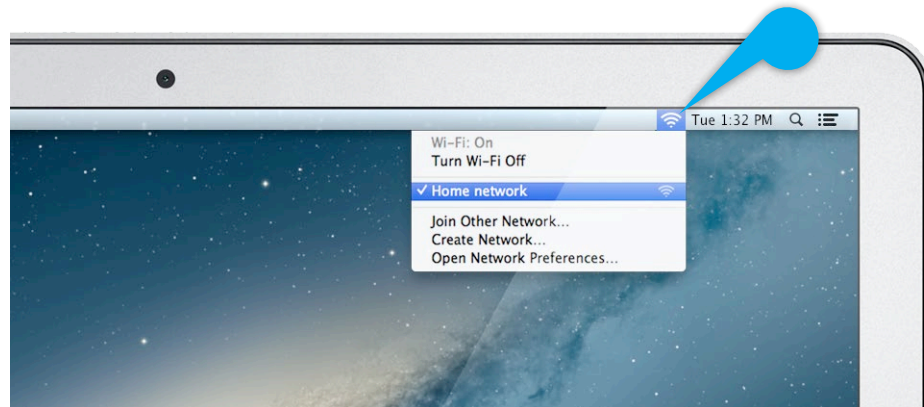 Tue 1:32 PM
Wi-Fi: On
Turn Wi-Fi Off
✓ Home network
Join Other Network...
Create Network...
Open Network Preferences...